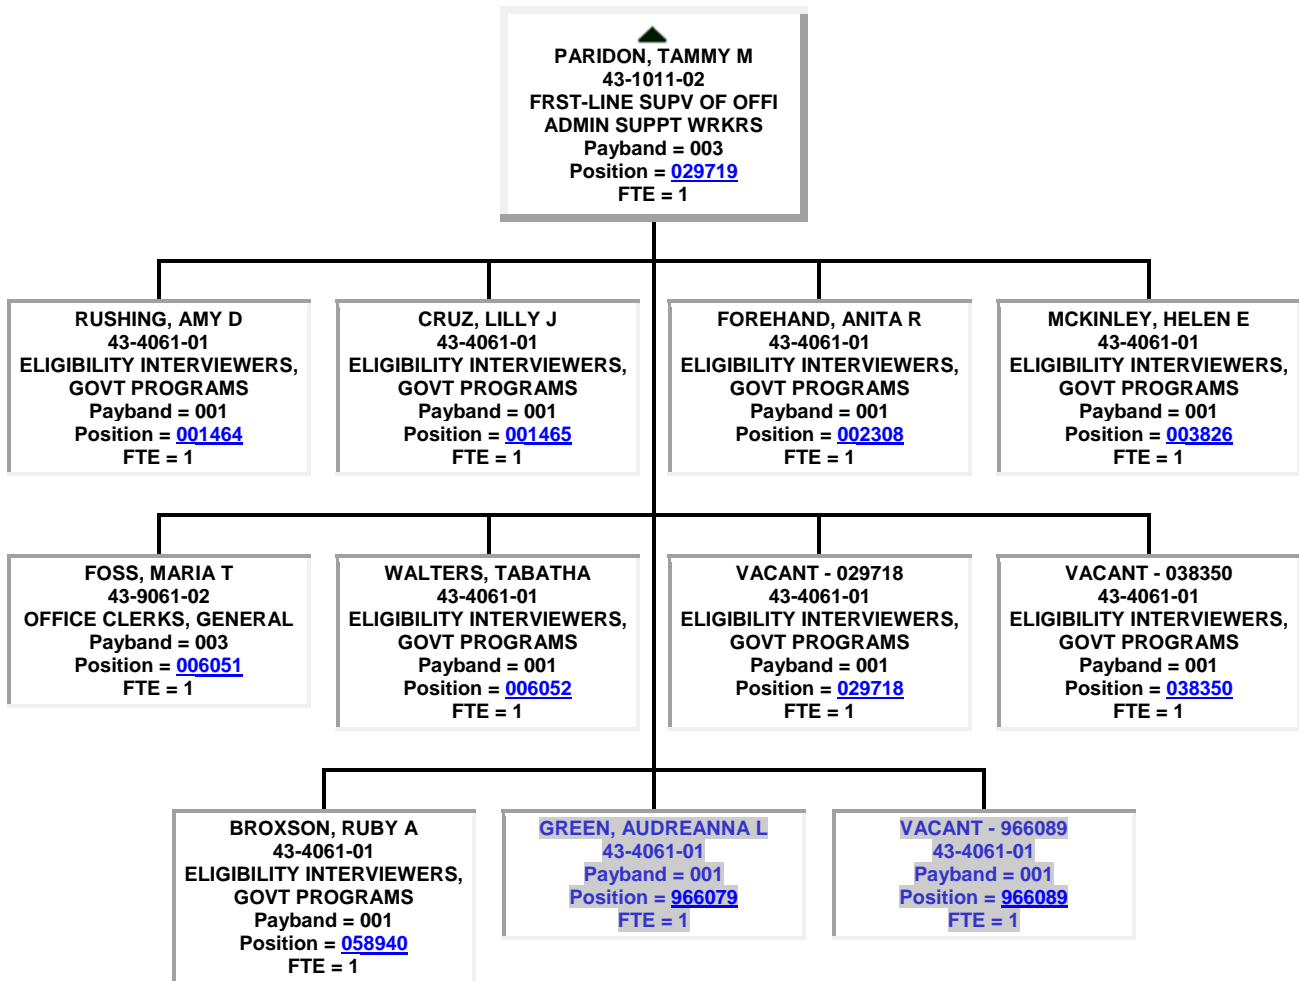 PARIDON, TAMMY M
43-1011-02
FRST-LINE SUPV OF OFFI
ADMIN SUPPT WRKRS
Payband = 003
Position = 029719
FTE = 1
RUSHING, AMY D
43-4061-01
ELIGIBILITY INTERVIEWERS,
GOVT PROGRAMS
Payband = 001
Position = 001464
FTE = 1
CRUZ, LILLY J
43-4061-01
ELIGIBILITY INTERVIEWERS,
GOVT PROGRAMS
Payband = 001
Position = 001465
FTE = 1
FOREHAND, ANITA R
43-4061-01
ELIGIBILITY INTERVIEWERS,
GOVT PROGRAMS
Payband = 001
Position = 002308
FTE = 1
MCKINLEY, HELEN E
43-4061-01
ELIGIBILITY INTERVIEWERS,
GOVT PROGRAMS
Payband = 001
Position = 003826
FTE = 1
FOSS, MARIA T
43-9061-02
OFFICE CLERKS, GENERAL
Payband = 003
Position = 006051
FTE = 1
WALTERS, TABATHA
43-4061-01
ELIGIBILITY INTERVIEWERS,
GOVT PROGRAMS
Payband = 001
Position = 006052
FTE = 1
VACANT - 029718
43-4061-01
ELIGIBILITY INTERVIEWERS,
GOVT PROGRAMS
Payband = 001
Position = 029718
FTE = 1
VACANT - 038350
43-4061-01
ELIGIBILITY INTERVIEWERS,
GOVT PROGRAMS
Payband = 001
Position = 038350
FTE = 1
BROXSON, RUBY A
43-4061-01
ELIGIBILITY INTERVIEWERS,
GOVT PROGRAMS
Payband = 001
Position = 058940
FTE = 1
GREEN, AUDREANNA L
43-4061-01
Payband = 001
Position = 966079
FTE = 1
VACANT - 966089
43-4061-01
Payband = 001
Position = 966089
FTE = 1